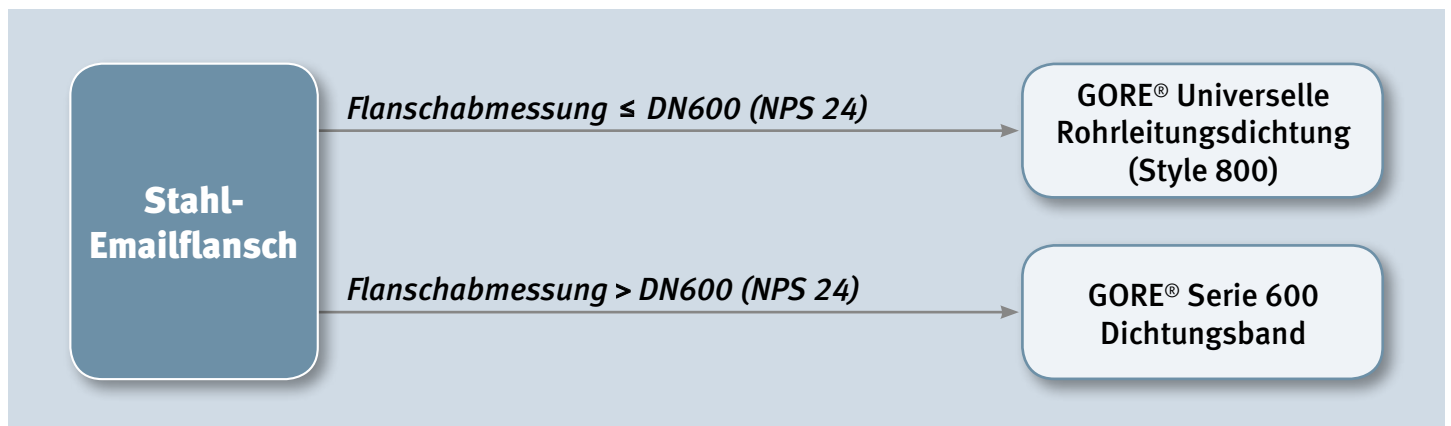 Stahl-
Emailflansch
Flanschabmessung ≤ DN600 (NPS 24)
GORE® Universelle
Rohrleitungsdichtung
(Style 800)
Flanschabmessung > DN600 (NPS 24)
GORE® Serie 600
Dichtungsband